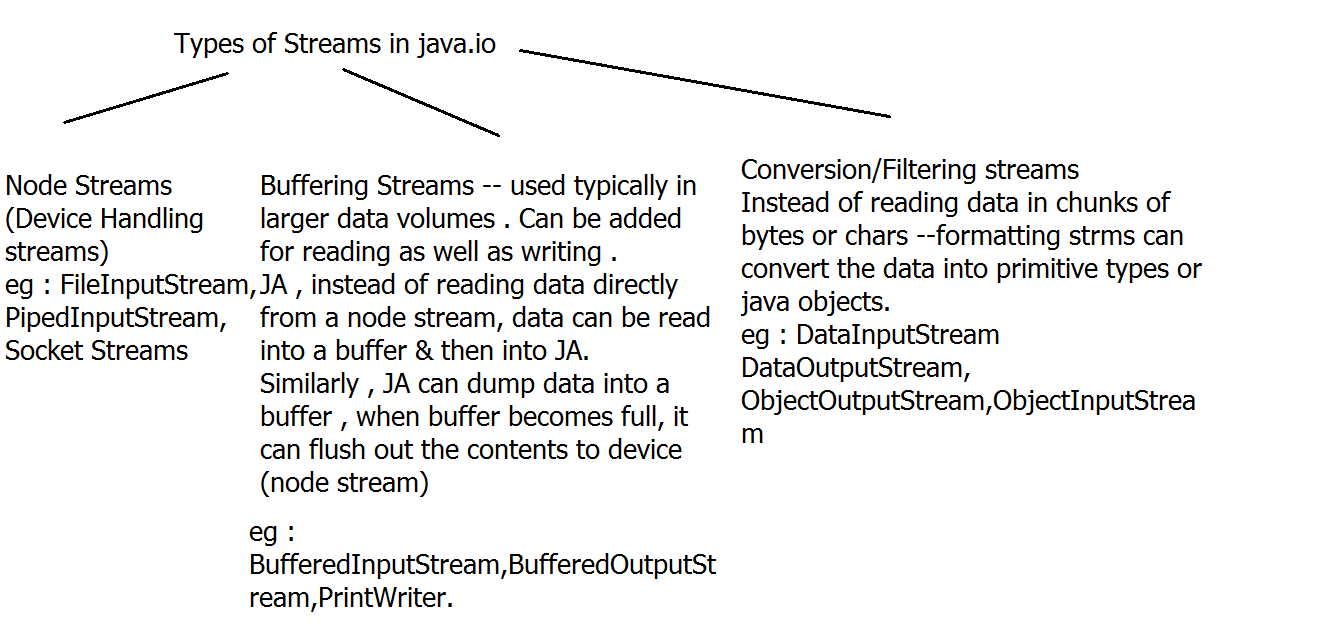 Types of Streams in java.io
Node Streams
(Device Handling
streams)
eg : FileInputStream,
PipedInputStream,
Socket Streams
Buffering Streams -- used typically in
larger data volumes . Can be added
for reading as well as writing .
JA , instead of reading data directly
from a node stream, data can be read
into a buffer & then into JA.
Similarly , JA can dump data into a
buffer , when buffer becomes full, it
can flush out the contents to device
(node stream)
eg :
BufferedInputStream,BufferedOutputSt
ream,PrintWriter.
Conversion/Filtering streams
Instead of reading data in chunks of
bytes or chars --formatting strms can
convert the data into primitive types or
java objects.
eg : DataInputStream
DataOutputStream,
ObjectOutputStream,ObjectInputStrea
m